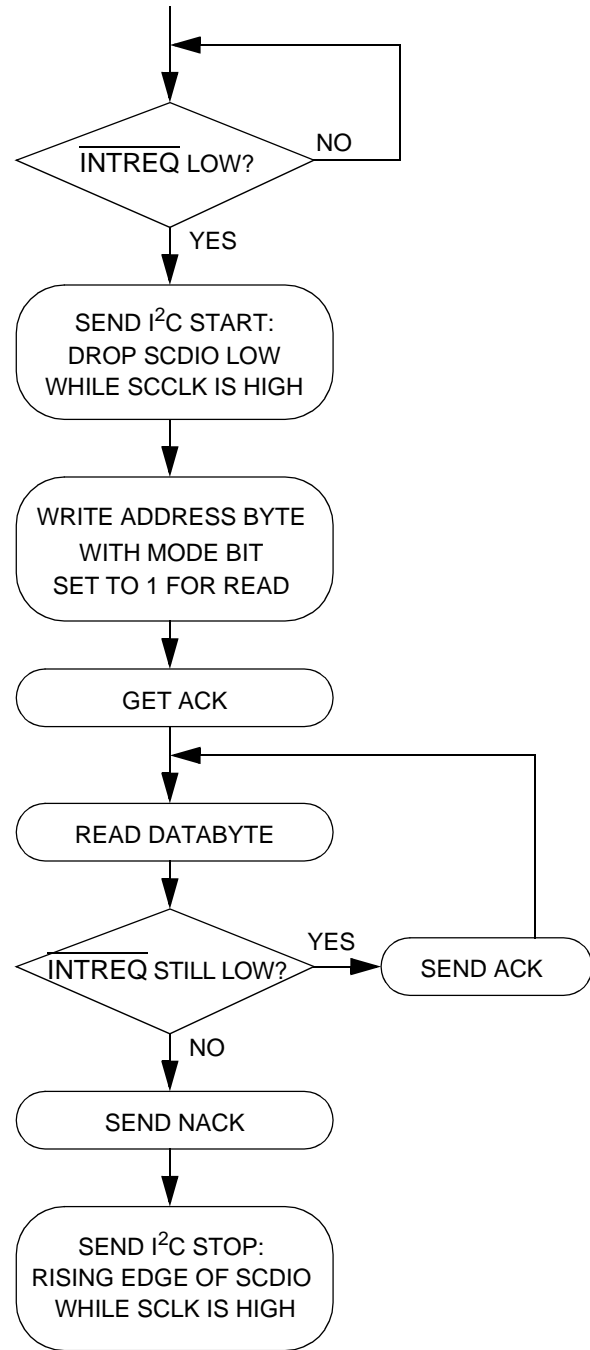 INTREQ LOW?
NO
YES
SEND I²C START:
DROP SCDIO LOW
WHILE SCCLK IS HIGH
WRITE ADDRESS BYTE
WITH MODE BIT
SET TO 1 FOR READ
GET ACK
READ DATABYTE
INTREQ STILL LOW?
YES
SEND ACK
NO
SEND NACK
SEND I²C STOP:
RISING EDGE OF SCDIO
WHILE SCLK IS HIGH